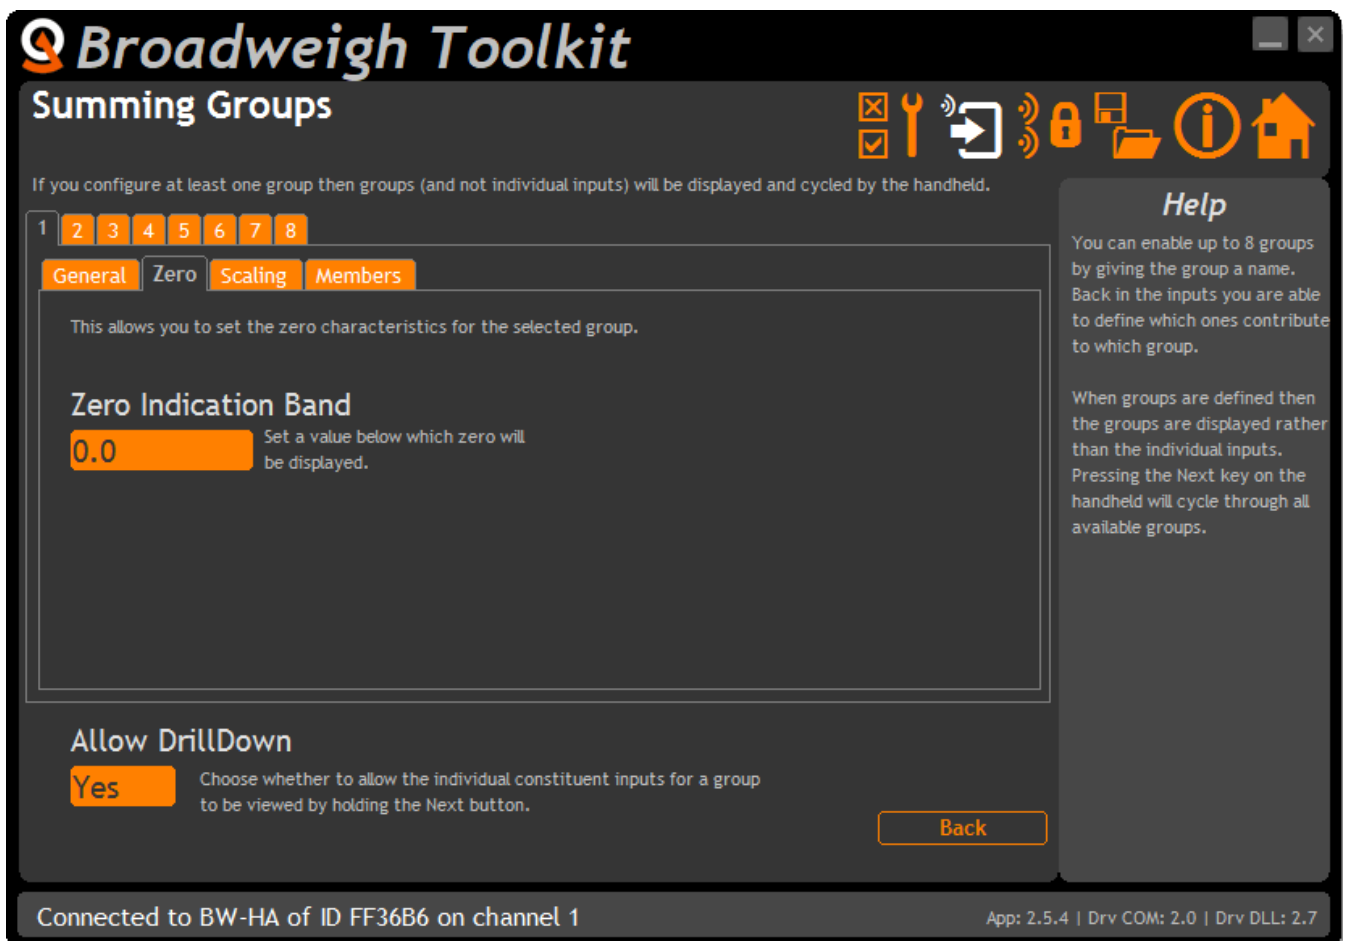 Broadweigh Toolkit
Summing Groups
If you configure at least one group then groups (and not individual inputs) will be displayed and cycled by the handheld.
1 2 3 4 5 6 7 8
General Zero Scaling Members
This allows you to set the zero characteristics for the selected group.
Zero Indication Band
0.0
Set a value below which zero will
be displayed.
Allow DrillDown
Yes
Choose whether to allow the individual constituent inputs for a group
to be viewed by holding the Next button.
Back
Help
You can enable up to 8 groups
by giving the group a name.
Back in the inputs you are able
to define which ones contribute
to which group.
When groups are defined then
the groups are displayed rather
than the individual inputs.
Pressing the Next key on the
handheld will cycle through all
available groups.
Connected to BW-HA of ID FF36B6 on channel 1
App: 2.5.4 | Drv COM: 2.0 | Drv DLL: 2.7